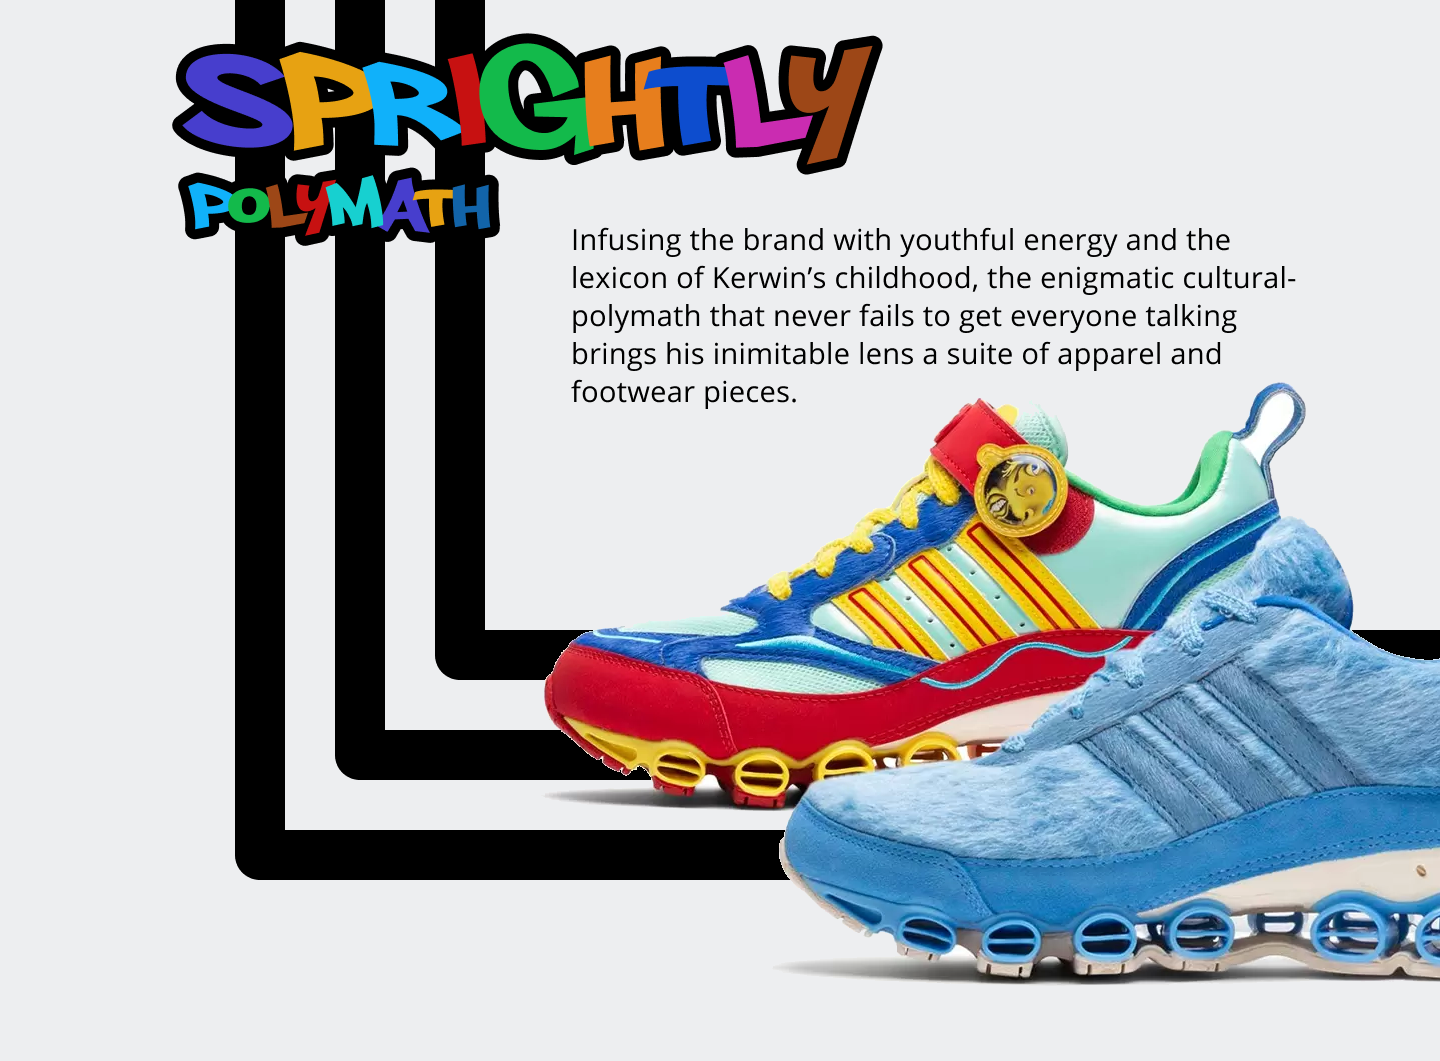 SPRIGHTLY
POLYMATH
Infusing the brand with youthful energy and the
lexicon of Kerwin’s childhood, the enigmatic cultural-
polymath that never fails to get everyone talking
brings his inimitable lens a suite of apparel and
footwear pieces.